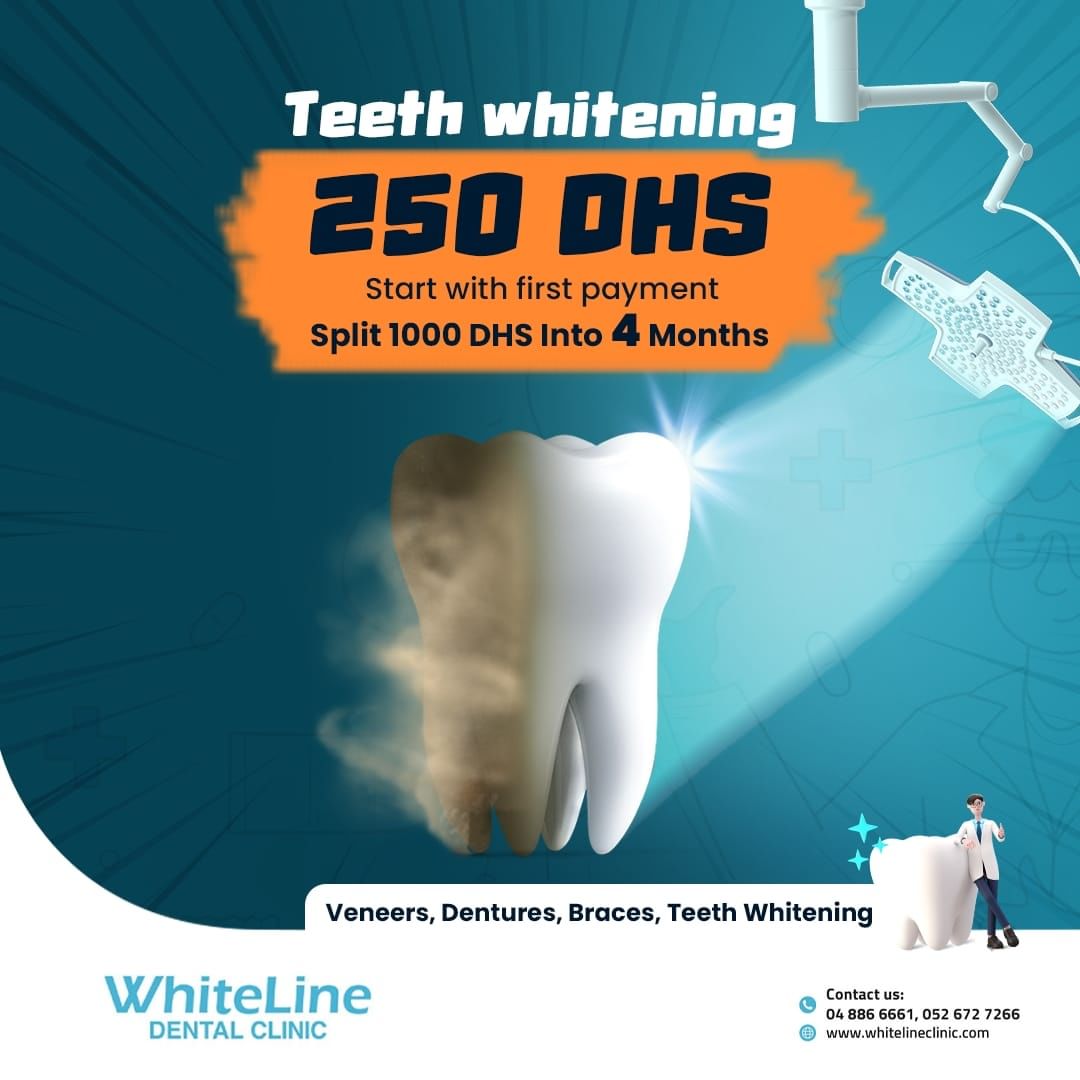 Teeth whitening
250 DHS
Start with first payment
Split 1000 DHS Into 4 Months
Veneers, Dentures, Braces, Teeth Whitening
WhiteLine
DENTAL CLINIC
Contact us:
04 886 6661, 052 672 7266
www.whitelineclinic.com